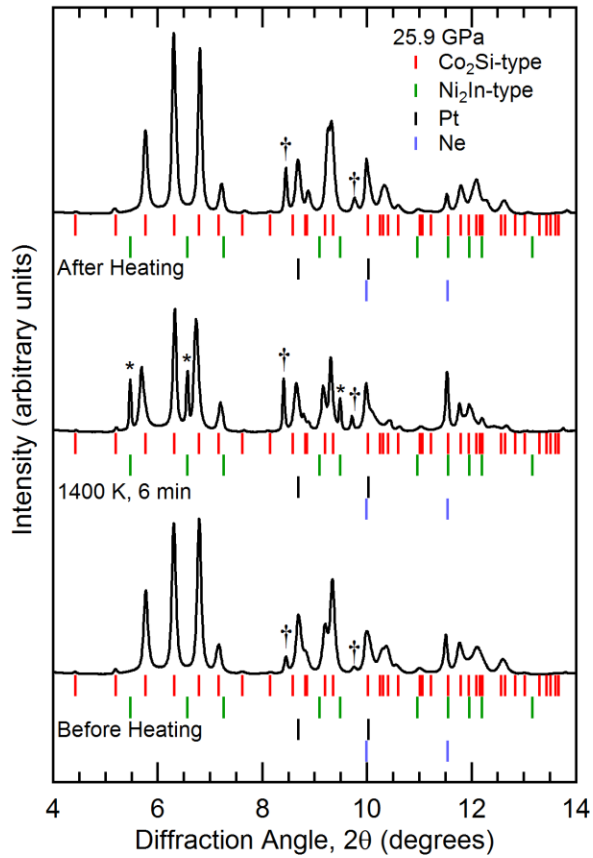 25.9 GPa
Co₂Si-type
Ni₂In-type
Pt
Ne
†
†
After Heating
*
*
†
*
†
1400 K, 6 min
†
†
Before Heating
Intensity (arbitrary units)
4 6 8 10 12 14
Diffraction Angle, 2θ (degrees)